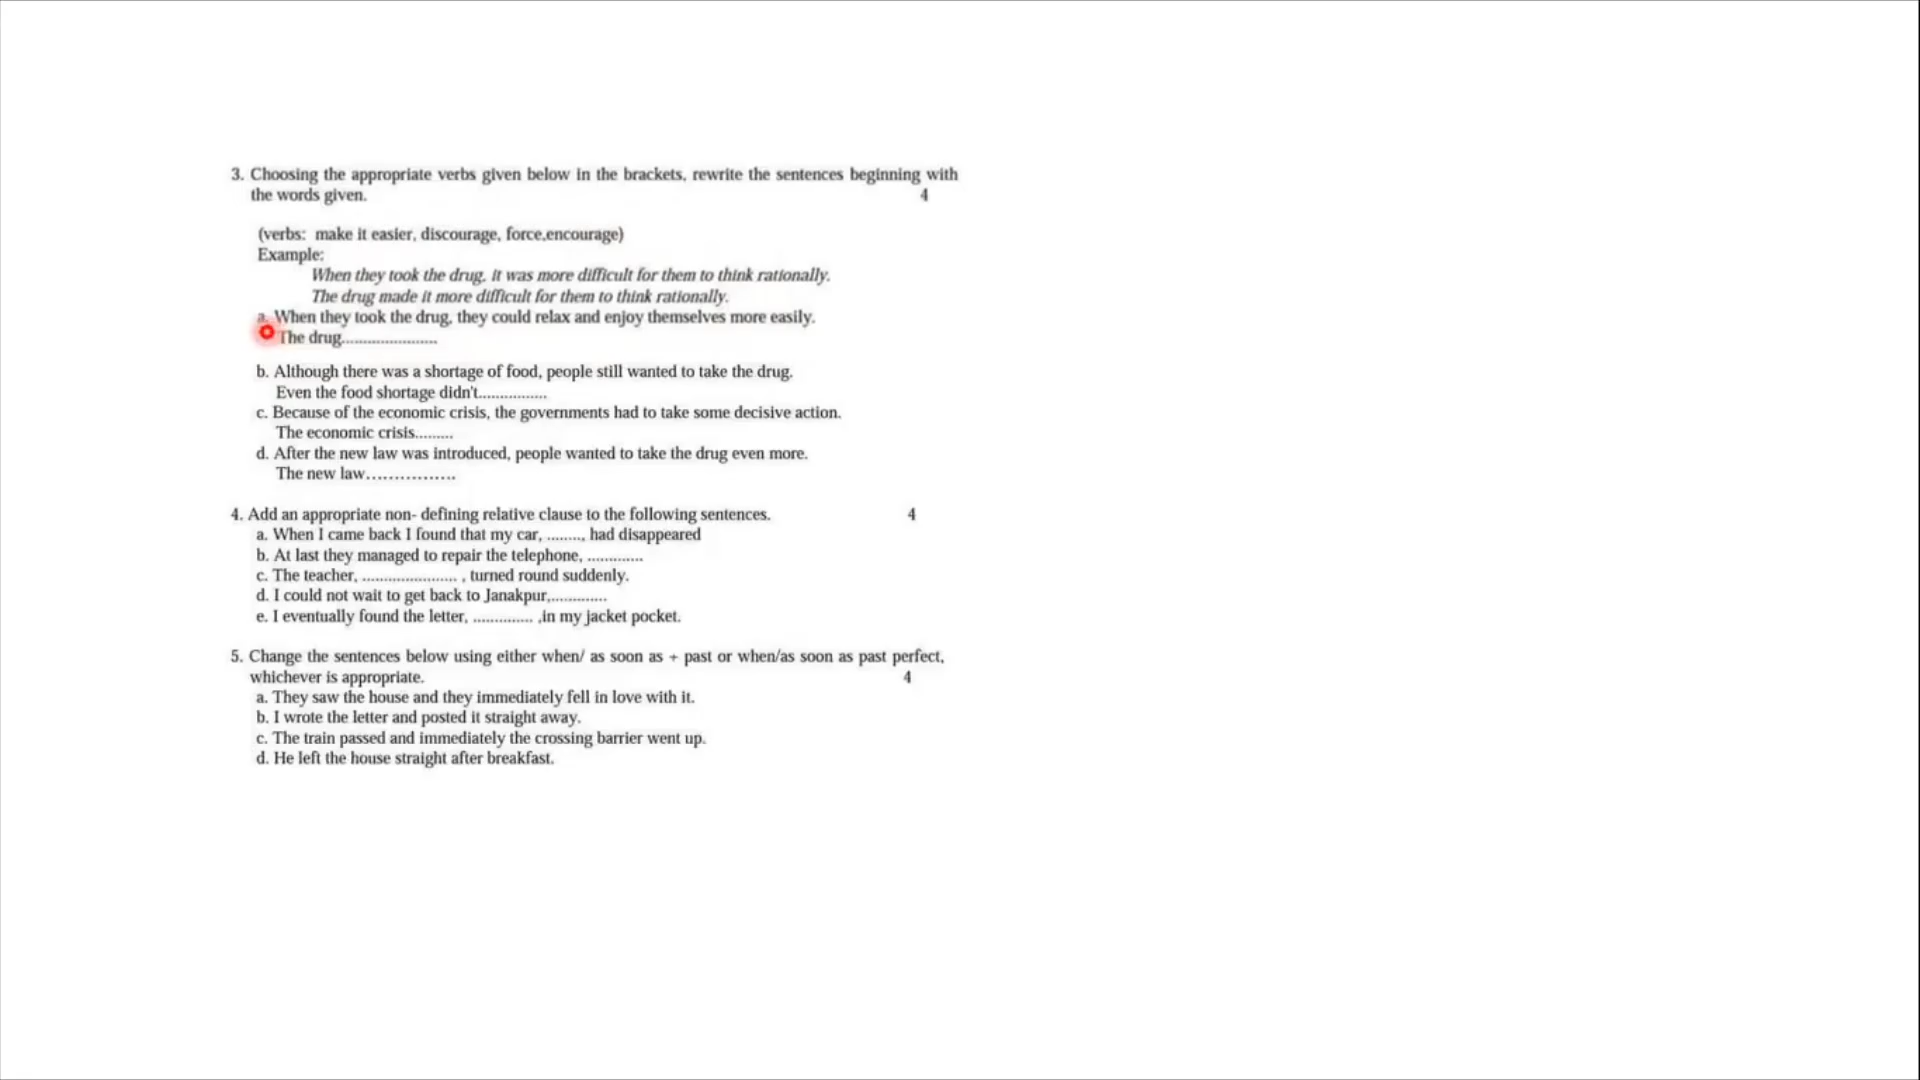 3. Choosing the appropriate verbs given below in the brackets, rewrite the sentences beginning with
the words given. 4
(verbs: make it easier, discourage, force,encourage)
Example:
When they took the drug, it was more difficult for them to think rationally.
The drug made it more difficult for them to think rationally.
a. When they took the drug, they could relax and enjoy themselves more easily.
The drug.......................
b. Although there was a shortage of food, people still wanted to take the drug.
Even the food shortage didn't................
c. Because of the economic crisis, the governments had to take some decisive action.
The economic crisis.........
d. After the new law was introduced, people wanted to take the drug even more.
The new law................
4. Add an appropriate non- defining relative clause to the following sentences. 4
a. When I came back I found that my car, ........, had disappeared
b. At last they managed to repair the telephone, .............
c. The teacher, ....................... , turned round suddenly.
d. I could not wait to get back to Janakpur,.............
e. I eventually found the letter, .............. ,in my jacket pocket.
5. Change the sentences below using either when/ as soon as + past or when/as soon as past perfect,
whichever is appropriate. 4
a. They saw the house and they immediately fell in love with it.
b. I wrote the letter and posted it straight away.
c. The train passed and immediately the crossing barrier went up.
d. He left the house straight after breakfast.